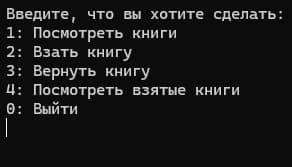 Введите, что вы хотите сделать:
1: Посмотреть книги
2: Взать книгу
3: Вернуть книгу
4: Посмотреть взятые книги
0: Выйти